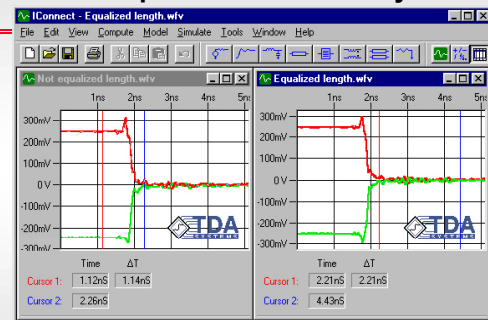 IConnect - Equalized length.wfv
File Edit View Compute Model Simulate Tools Window Help
Not equalized length.wfv
1ns 2ns 3ns 4ns 5n
300mV
200mV
100mV
0 V
-100mV
-200mV
-300mV
TDA
SYSTEMS
Time ΔT
Cursor 1: 1.12nS 1.14nS
Cursor 2: 2.26nS
Equalized length.wfv
1ns 2ns 3ns 4ns 5
300mV
200mV
100mV
0 V
-100mV
-200mV
-300mV
TDA
SYSTEMS
Time ΔT
Cursor 1: 2.21nS 2.21nS
Cursor 2: 4.43nS